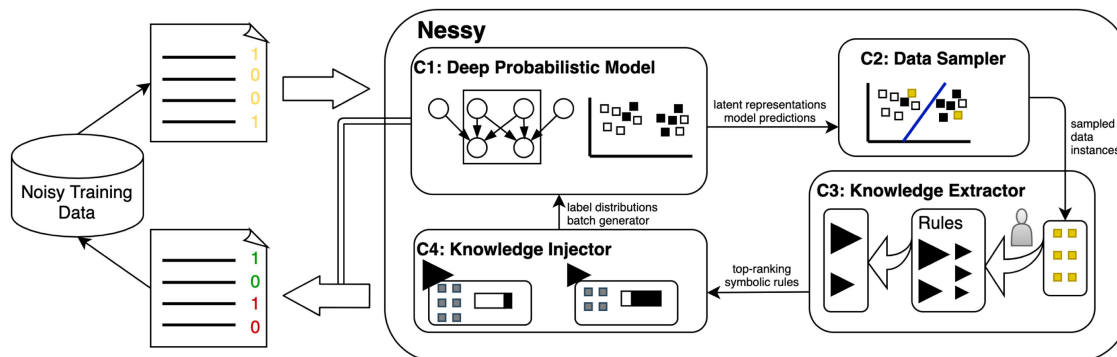 1
0
0
1
Noisy Training
Data
1
0
1
0
Nessy
C1: Deep Probabilistic Model
latent representations
model predictions
C2: Data Sampler
sampled
data
instances
C3: Knowledge Extractor
Rules
top-ranking
symbolic rules
C4: Knowledge Injector
label distributions
batch generator